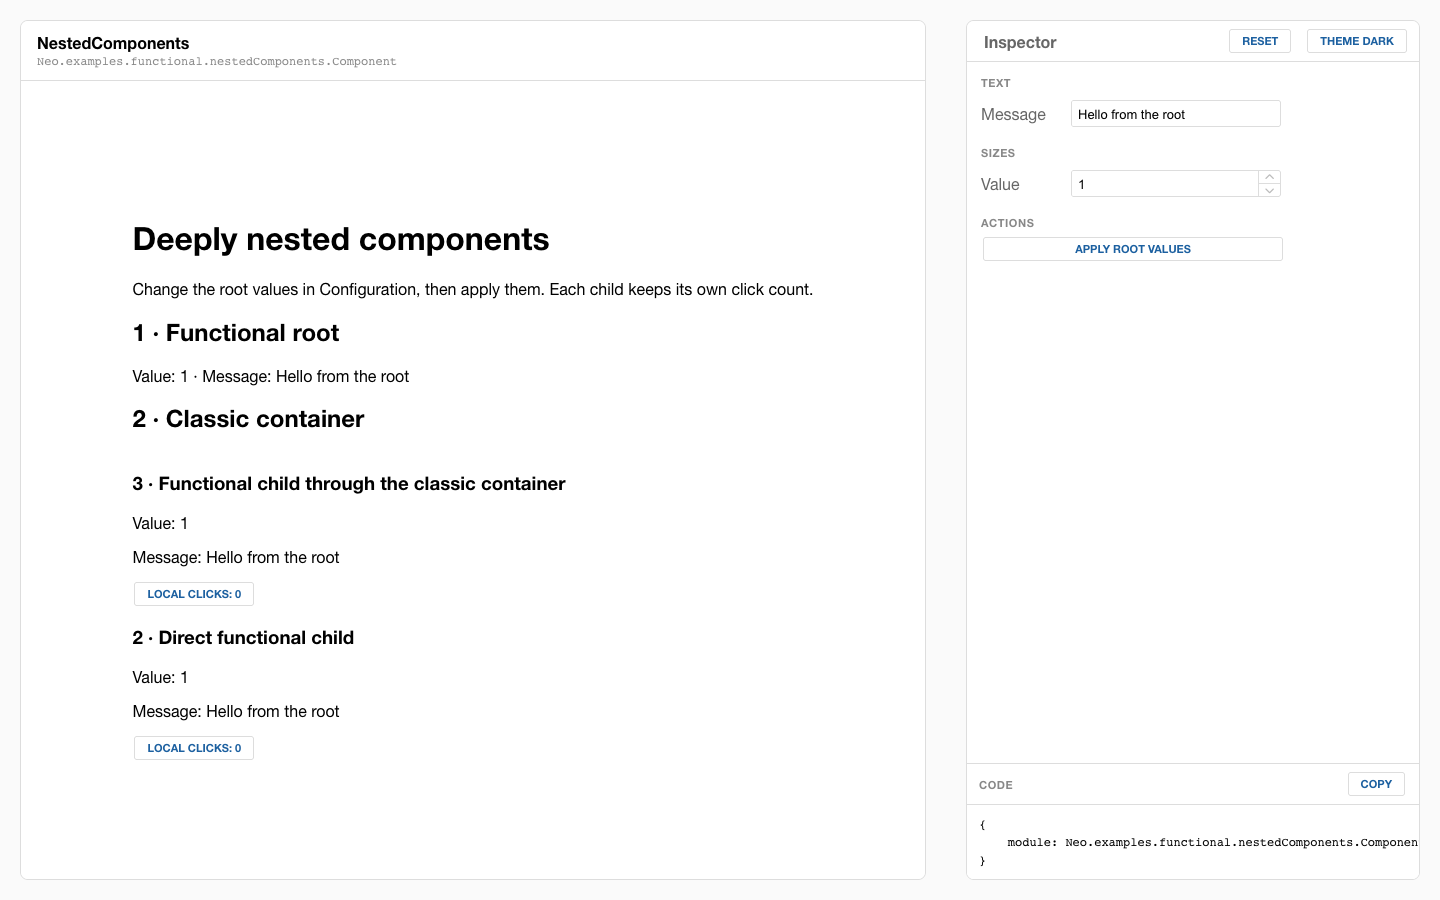 NestedComponents
Neo.examples.functional.nestedComponents.Component
Deeply nested components
Change the root values in Configuration, then apply them. Each child keeps its own click count.
1 · Functional root
Value: 1 · Message: Hello from the root
2 · Classic container
3 · Functional child through the classic container
Value: 1
Message: Hello from the root
LOCAL CLICKS: 0
2 · Direct functional child
Value: 1
Message: Hello from the root
LOCAL CLICKS: 0
Inspector
RESET
THEME DARK
TEXT
Message
Hello from the root
SIZES
Value
1
ACTIONS
APPLY ROOT VALUES
CODE
COPY
{
module: Neo.examples.functional.nestedComponents.Componen
}